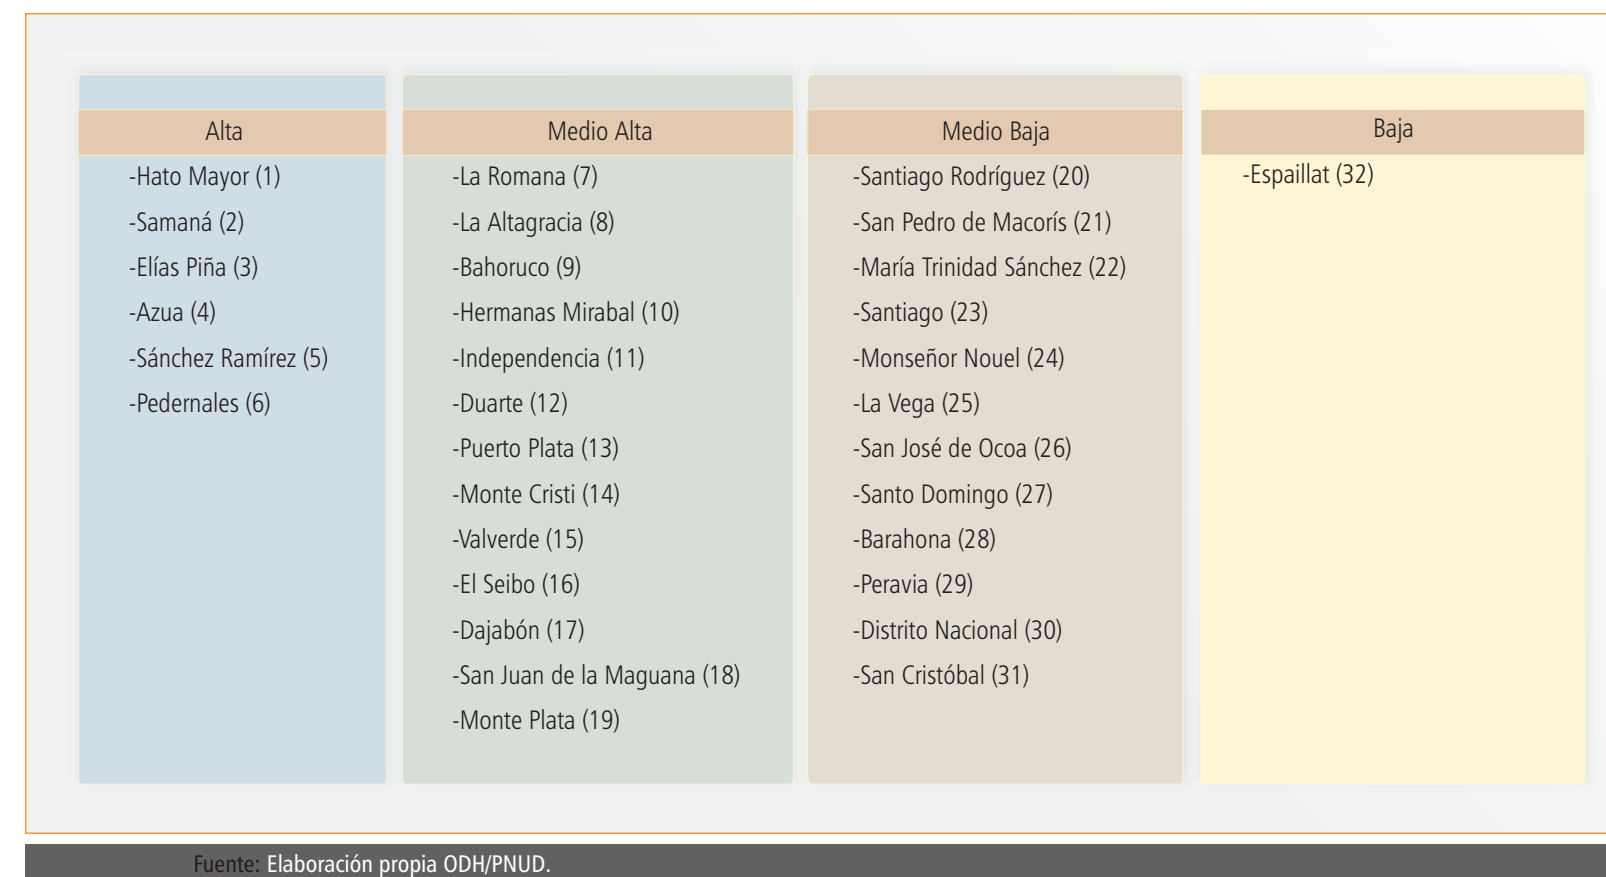 Alta
-Hato Mayor (1)
-Samaná (2)
-Elías Piña (3)
-Azua (4)
-Sánchez Ramírez (5)
-Pedernales (6)
Medio Alta
-La Romana (7)
-La Altagracia (8)
-Bahoruco (9)
-Hermanas Mirabal (10)
-Independencia (11)
-Duarte (12)
-Puerto Plata (13)
-Monte Cristi (14)
-Valverde (15)
-El Seibo (16)
-Dajabón (17)
-San Juan de la Maguana (18)
-Monte Plata (19)
Medio Baja
-Santiago Rodríguez (20)
-San Pedro de Macorís (21)
-María Trinidad Sánchez (22)
-Santiago (23)
-Monseñor Nouel (24)
-La Vega (25)
-San José de Ocoa (26)
-Santo Domingo (27)
-Barahona (28)
-Peravia (29)
-Distrito Nacional (30)
-San Cristóbal (31)
Baja
-Espaillat (32)
Fuente: Elaboración propia ODH/PNUD.